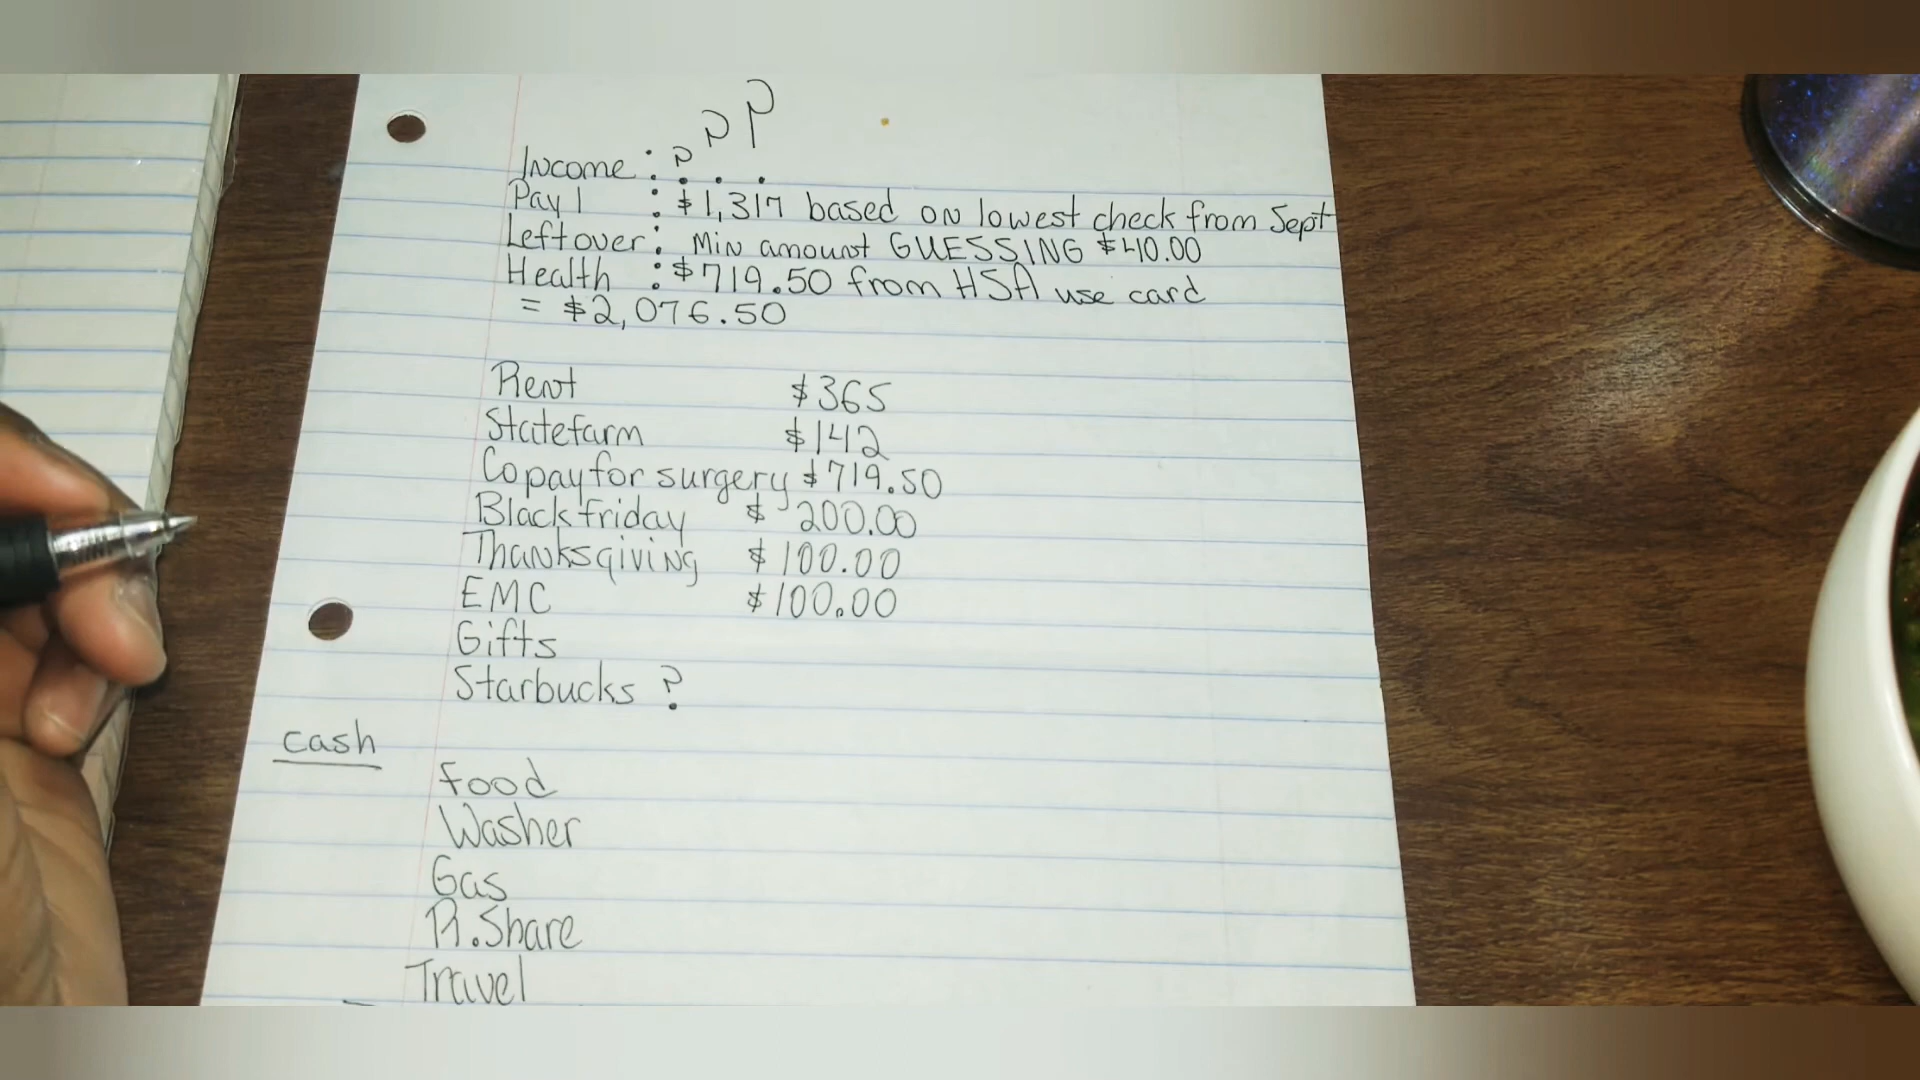 Income : ? ? ?
Pay 1 : $1,317 based on lowest check from Sept
Leftover : Min amount GUESSING $40.00
Health : $719.50 from HSA use card
= $2,076.50
Rent $365
Statefarm $142
Copay for surgery $719.50
Black friday $ 200.00
Thanksgiving $100.00
EMC $100.00
Gifts
Starbucks ?
cash
food
Washer
Gas
R.Share
Travel